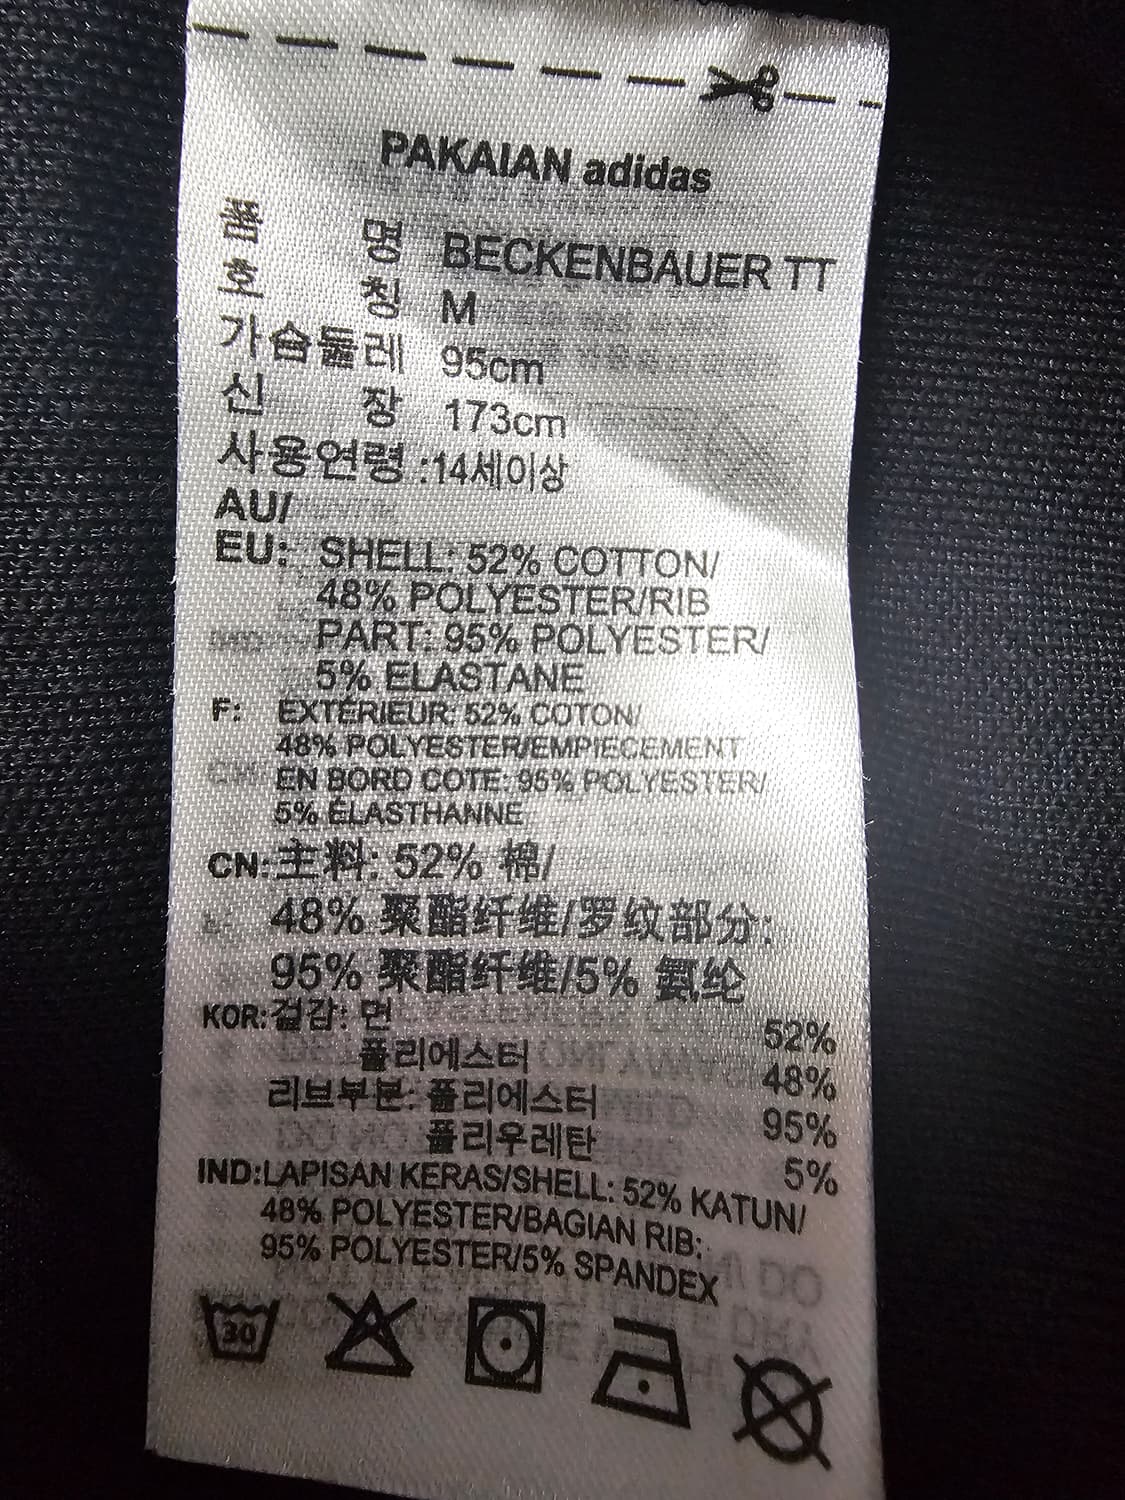 PAKAIAN adidas
품 명 BECKENBAUER TT
호 칭 M
가슴둘레 95cm
신 장 173cm
사용연령 :14세이상
AU/
EU: SHELL: 52% COTTON/
48% POLYESTER/RIB
PART: 95% POLYESTER/
5% ELASTANE
F: EXTÉRIEUR: 52% COTON/
48% POLYESTER/EMPIECEMENT
EN BORD COTE: 95% POLYESTER/
5% ÉLASTHANNE
CN: 主料: 52% 棉/
48% 聚酯纤维/罗纹部分:
95% 聚酯纤维/5% 氨纶
KOR: 겉감: 면 52%
폴리에스터 48%
리브부분: 폴리에스터 95%
폴리우레탄 5%
IND:LAPISAN KERAS/SHELL: 52% KATUN/
48% POLYESTER/BAGIAN RIB:
95% POLYESTER/5% SPANDEX
30